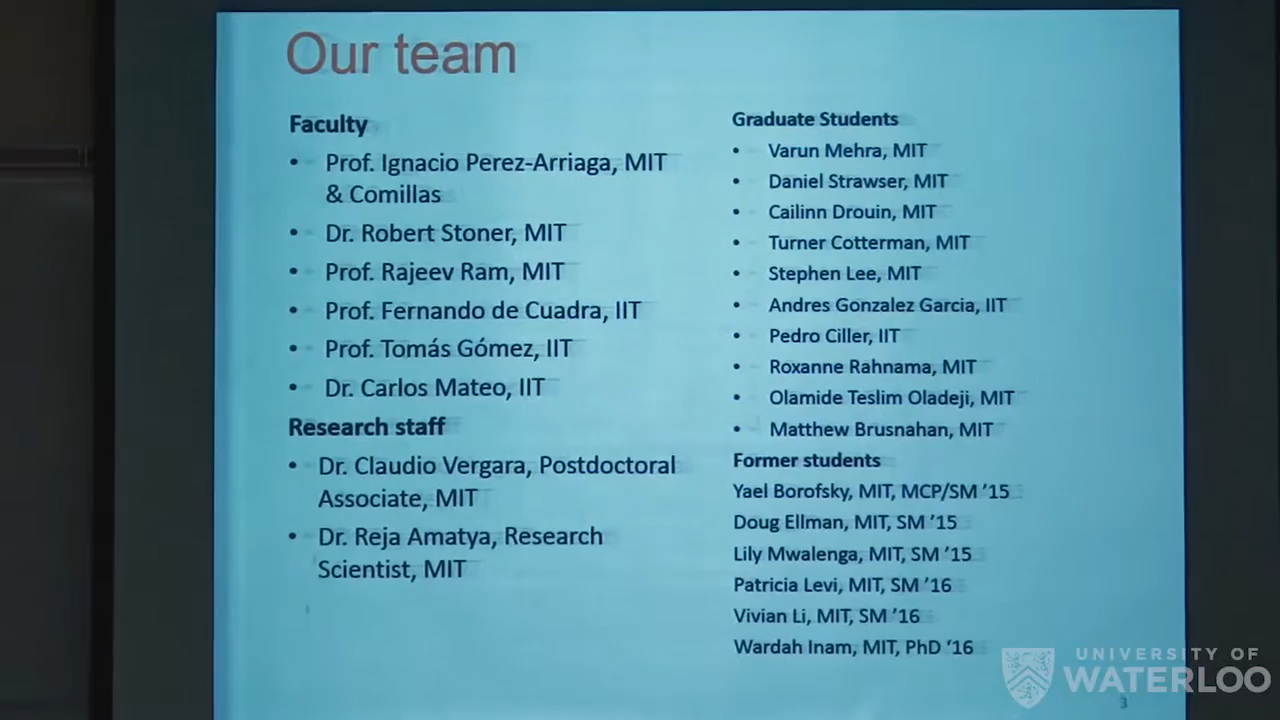 Our team
Faculty
• Prof. Ignacio Perez-Arriaga, MIT
& Comillas
• Dr. Robert Stoner, MIT
• Prof. Rajeev Ram, MIT
• Prof. Fernando de Cuadra, IIT
• Prof. Tomás Gómez, IIT
• Dr. Carlos Mateo, IIT
Research staff
• Dr. Claudio Vergara, Postdoctoral
Associate, MIT
• Dr. Reja Amatya, Research
Scientist, MIT
Graduate Students
• Varun Mehra, MIT
• Daniel Strawser, MIT
• Cailinn Drouin, MIT
• Turner Cotterman, MIT
• Stephen Lee, MIT
• Andres Gonzalez Garcia, IIT
• Pedro Ciller, IIT
• Roxanne Rahnama, MIT
• Olamide Teslim Oladeji, MIT
• Matthew Brusnahan, MIT
Former students
Yael Borofsky, MIT, MCP/SM ’15
Doug Ellman, MIT, SM ’15
Lily Mwalenga, MIT, SM ’15
Patricia Levi, MIT, SM ’16
Vivian Li, MIT, SM ’16
Wardah Inam, MIT, PhD ‘16
UNIVERSITY OF
WATERLOO
3